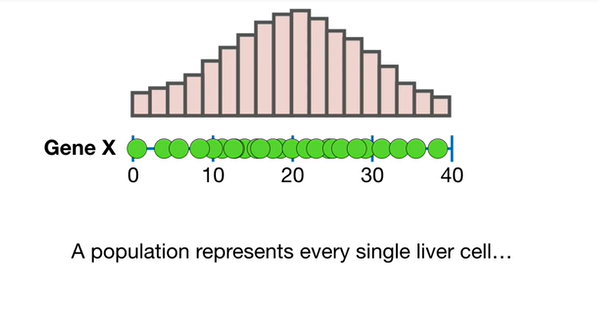 Gene X
0 10 20 30 40
A population represents every single liver cell…